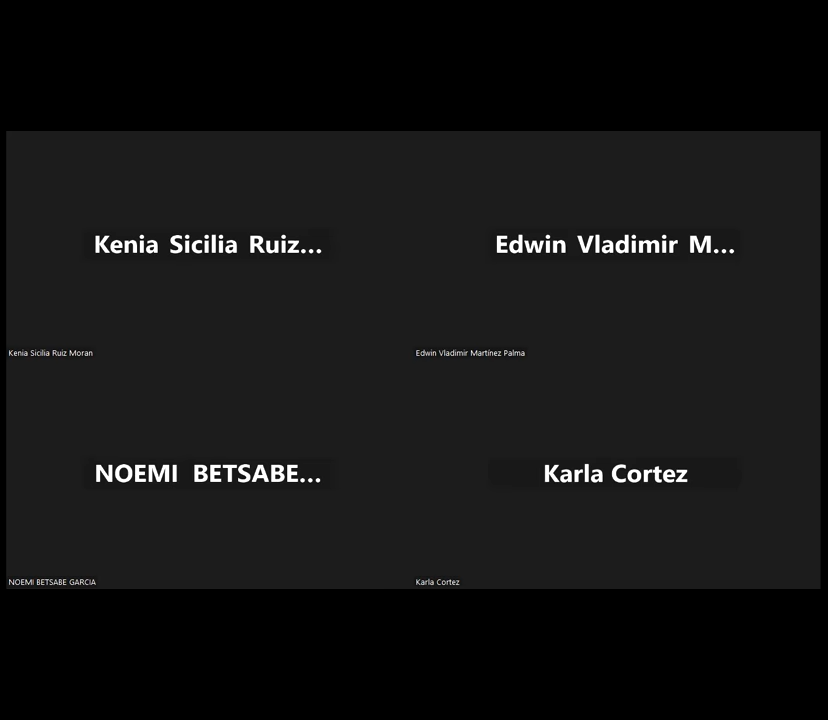 Kenia Sicilia Ruiz...
Edwin Vladimir M...
Kenia Sicilia Ruiz Moran
Edwin Vladimir Martínez Palma
NOEMI BETSABE...
Karla Cortez
NOEMI BETSABE GARCIA
Karla Cortez